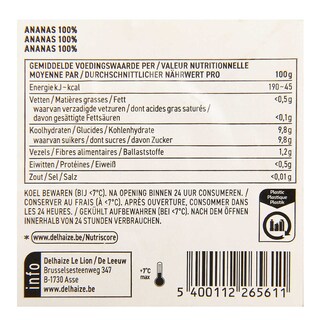 ANANAS 100%
ANANAS 100%
ANANAS 100%
GEMIDDELDE VOEDINGSWAARDE PER / VALEUR NUTRITIONNELLE
MOYENNE PAR / DURCHSCHNITTLICHER NÄHRWERT PRO 100g
Energie kJ-kcal 190-45
Vetten / Matières grasses / Fett <0,5g
waarvan verzadigde vetzuren / dont acides gras saturés /
davon gesättigte Fettsäuren <0,1g
Koolhydraten / Glucides / Kohlenhydrate 9,8g
waarvan suikers / dont sucres / davon Zucker 9,8g
Vezels / Fibres alimentaires / Ballaststoffe 1,2g
Eiwitten / Protéines / Eiweiß <0,5g
Zout / Sel / Salz <0,01g
KOEL BEWAREN (BIJ <7°C). NA OPENING BINNEN 24 UUR CONSUMEREN. /
CONSERVER AU FRAIS (À <7°C). APRÈS OUVERTURE, CONSOMMER DANS
LES 24 HEURES. / GEKÜHLT AUFBEWAHREN (BEI <7°C). NACH DEM
ÖFFNEN INNERHALB VON 24 STUNDEN VERBRAUCHEN.
www.delhaize.be/Nutriscore
Plastic
Plastique
Plastik
info
Delhaize Le Lion / De Leeuw
Brusselsesteenweg 347
B-1730 Asse
www.delhaize.be
+7°C
max
5 400112 265611